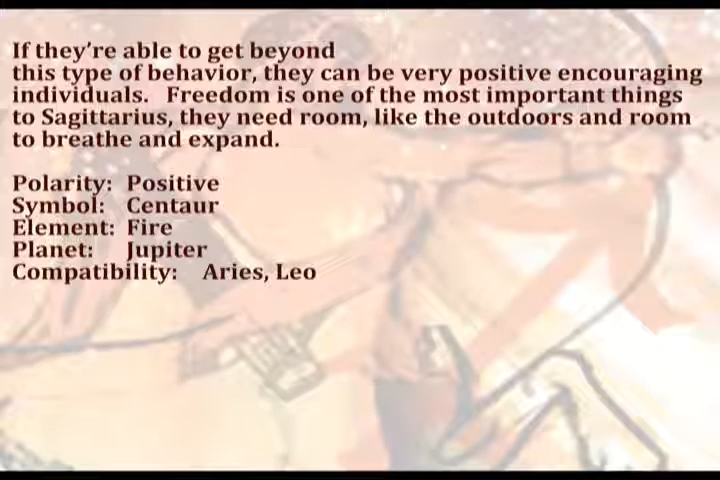 If they're able to get beyond
this type of behavior, they can be very positive encouraging
individuals.   Freedom is one of the most important things
to Sagittarius, they need room, like the outdoors and room
to breathe and expand.
Polarity:  Positive
Symbol:   Centaur
Element:  Fire
Planet:     Jupiter
Compatibility:    Aries, Leo